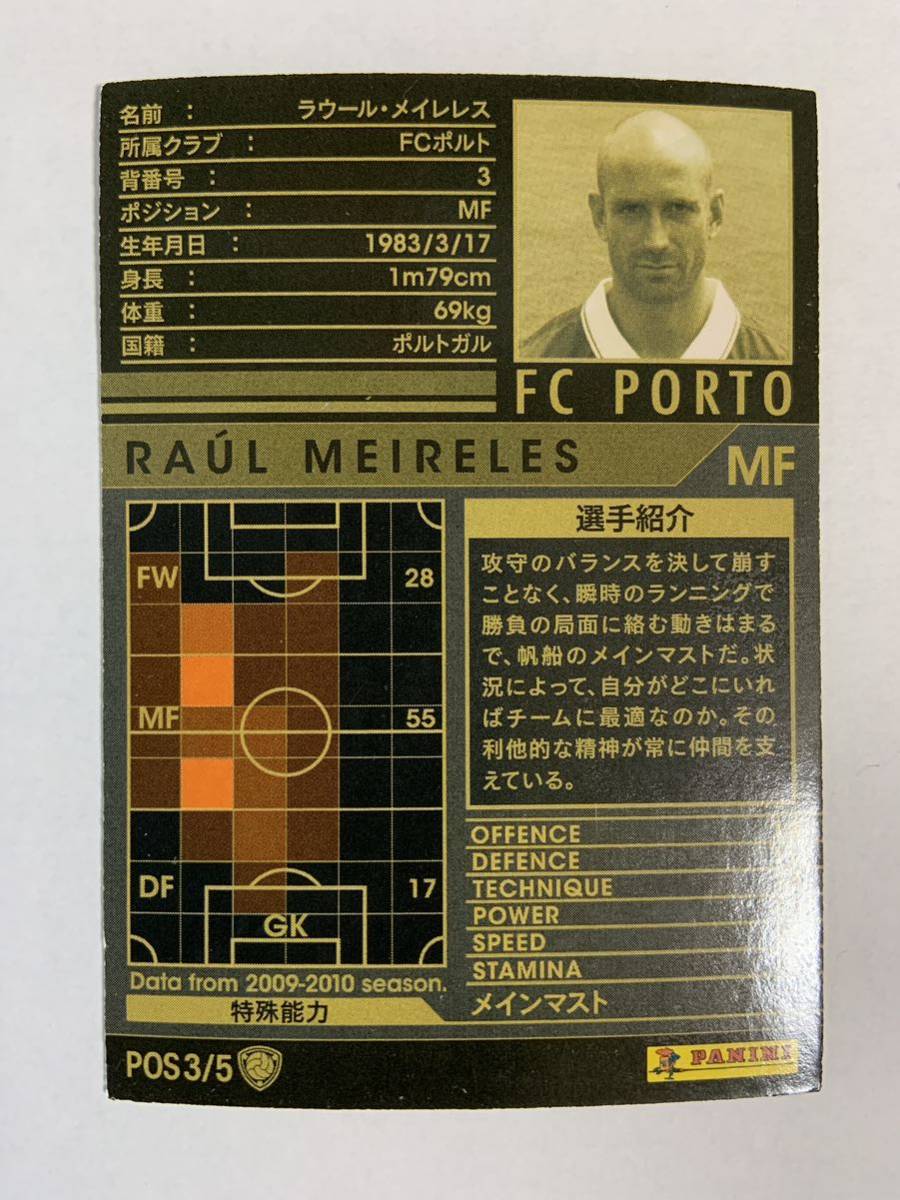 名前 : ラウール・メイレレス
所属クラブ : FCポルト
背番号 : 3
ポジション : MF
生年月日 : 1983/3/17
身長 : 1m79cm
体重 : 69kg
国籍 : ポルトガル
FC PORTO
RAÚL MEIRELES
MF
FW 28
MF 55
DF 17
GK
Data from 2009-2010 season.
特殊能力
選手紹介
攻守のバランスを決して崩す
ことなく、瞬時のランニングで
勝負の局面に絡む動きはまる
で、帆船のメインマストだ。状
況によって、自分がどこにいれ
ばチームに最適なのか。その
利他的な精神が常に仲間を支
えている。
OFFENCE
DEFENCE
TECHNIQUE
POWER
SPEED
STAMINA
メインマスト
POS3/5
PANINI